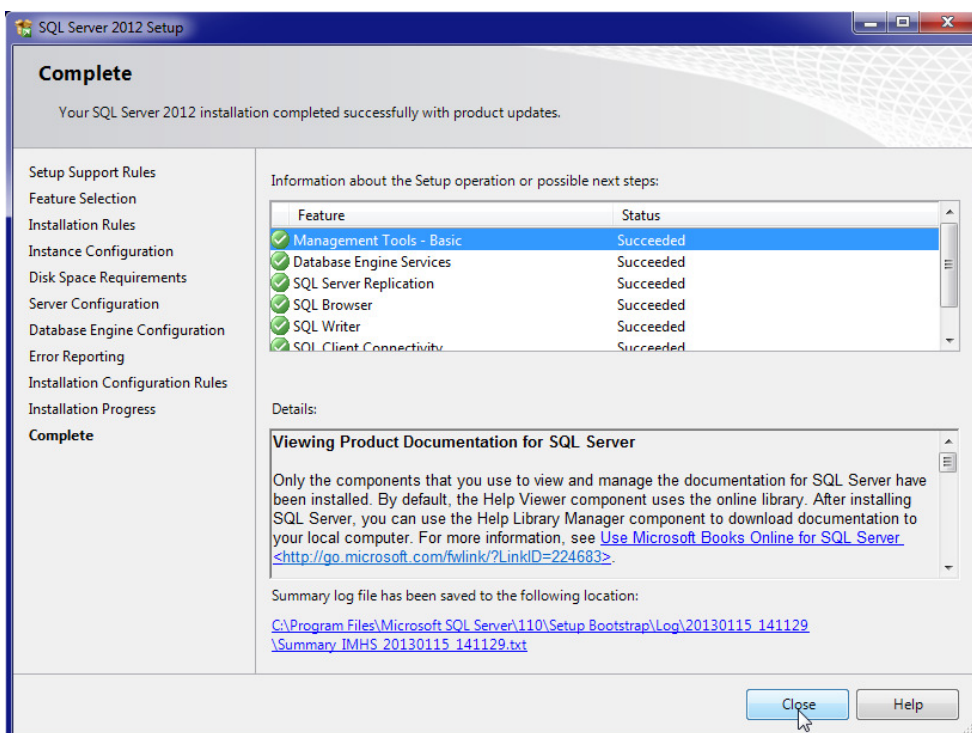 SQL Server 2012 Setup
Complete
Your SQL Server 2012 installation completed successfully with product updates.
Setup Support Rules
Feature Selection
Installation Rules
Instance Configuration
Disk Space Requirements
Server Configuration
Database Engine Configuration
Error Reporting
Installation Configuration Rules
Installation Progress
Complete
Information about the Setup operation or possible next steps:
Feature Status
Management Tools - Basic Succeeded
Database Engine Services Succeeded
SQL Server Replication Succeeded
SQL Browser Succeeded
SQL Writer Succeeded
SQL Client Connectivity Succeeded
Details:
Viewing Product Documentation for SQL Server
Only the components that you use to view and manage the documentation for SQL Server have
been installed. By default, the Help Viewer component uses the online library. After installing
SQL Server, you can use the Help Library Manager component to download documentation to
your local computer. For more information, see Use Microsoft Books Online for SQL Server
<http://go.microsoft.com/fwlink/?LinkID=224683>.
Summary log file has been saved to the following location:
C:\Program Files\Microsoft SQL Server\110\Setup Bootstrap\Log\20130115_141129
\Summary_IMHS_20130115_141129.txt
Close Help